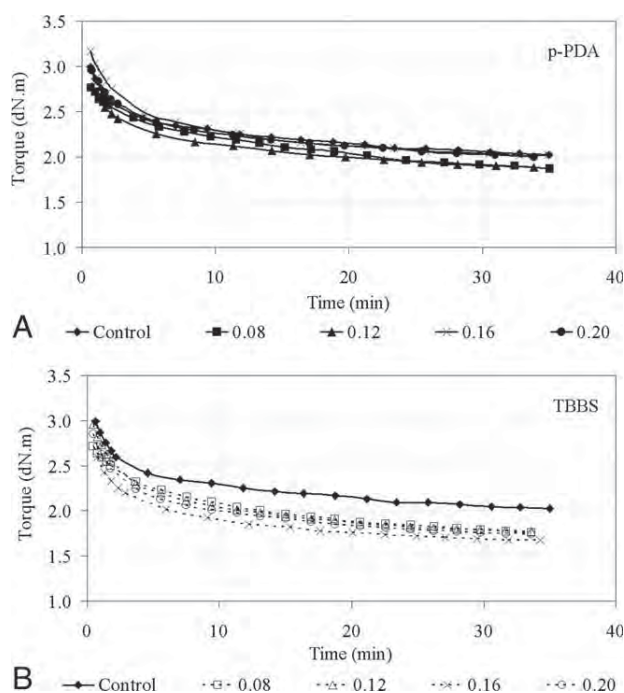 3.5
p-PDA
3.0
2.5
2.0
1.5
1.0
Torque (dN.m)
0 10 20 30 40
Time (min)
A Control 0.08 0.12 0.16 0.20
3.5
TBBS
3.0
2.5
2.0
1.5
1.0
Torque (dN.m)
0 10 20 30 40
Time (min)
B Control 0.08 0.12 0.16 0.20